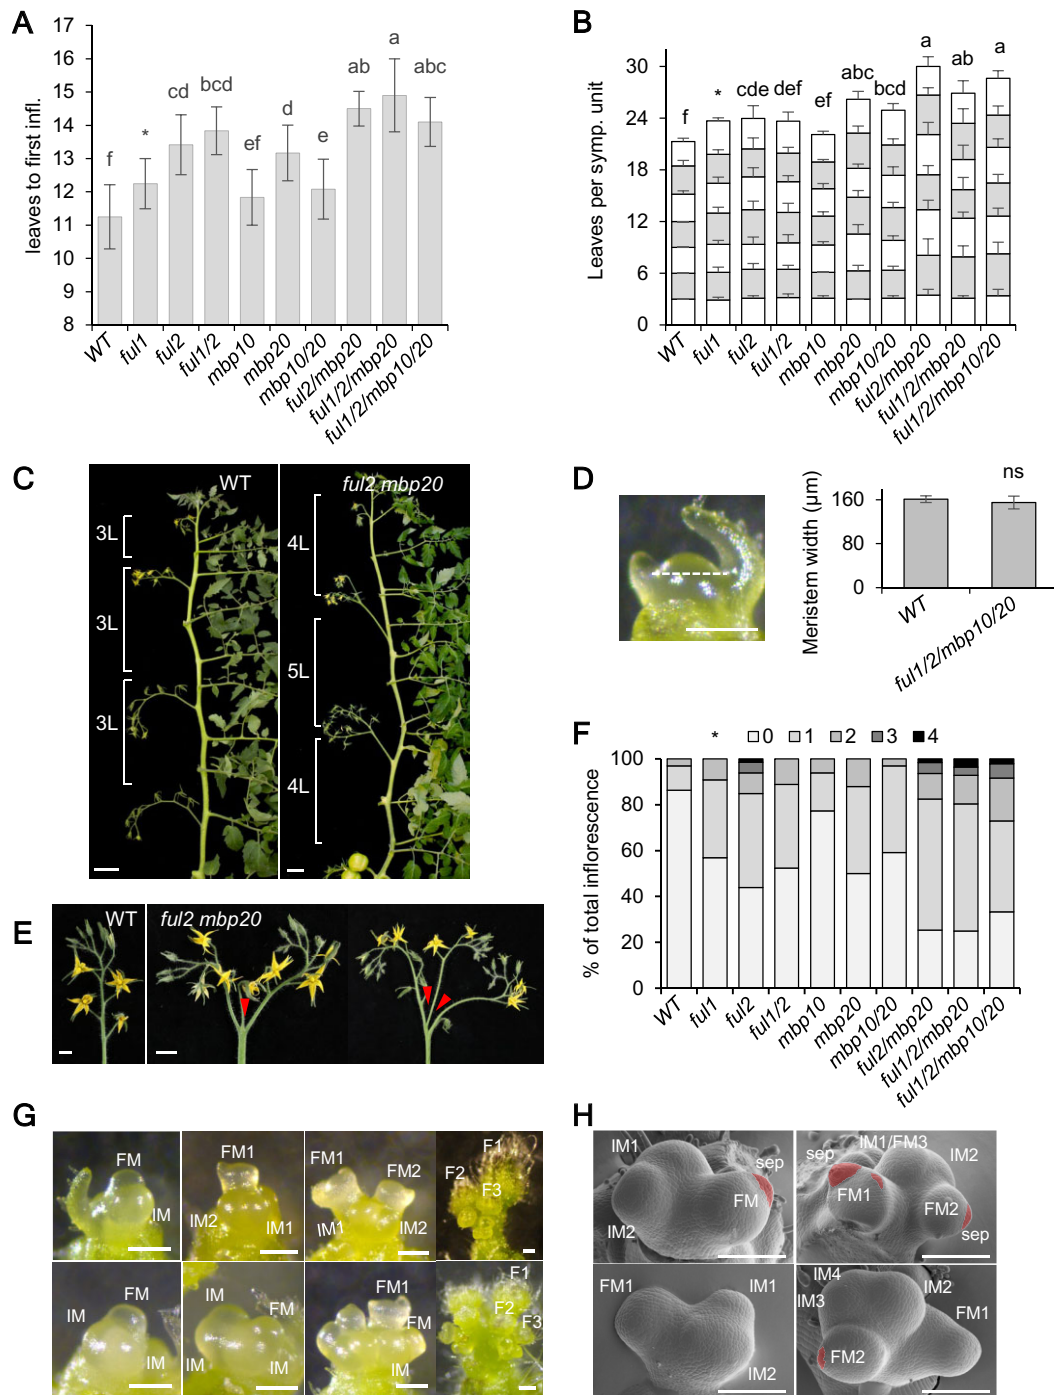 A
leaves to first infl.
17
16
15
14
13
12
11
10
9
8
f
*
cd
bcd
ef
d
e
ab
a
abc
WT
ful1
ful2
ful1/2
mbp10
mbp20
mbp10/20
ful2/mbp20
ful1/2/mbp20
ful1/2/mbp10/20
B
Leaves per symp. unit
30
24
18
12
6
0
f
*
cde
def
ef
abc
bcd
a
ab
a
WT
ful1
ful2
ful1/2
mbp10
mbp20
mbp10/20
ful2/mbp20
ful1/2/mbp20
ful1/2/mbp10/20
C
WT
3L
3L
3L
ful2 mbp20
4L
5L
4L
D
Meristem width (µm)
160
80
0
ns
WT
ful1/2/mbp10/20
E
WT
ful2 mbp20
F
* 0 1 2 3 4
% of total inflorescence
100
80
60
40
20
0
WT
ful1
ful2
ful1/2
mbp10
mbp20
mbp10/20
ful2/mbp20
ful1/2/mbp20
ful1/2/mbp10/20
G
FM
IM
FM1
IM2
IM1
FM1
FM2
IM1
IM2
F1
F2
F3
IM
FM
IM
IM
FM
IM
IM
FM1
FM
IM
F1
F2
F3
H
IM1
sep
FM
IM2
IM1/FM3
sep
IM2
FM1
FM2
sep
FM1
IM1
IM2
IM4
IM3
IM2
FM1
FM2